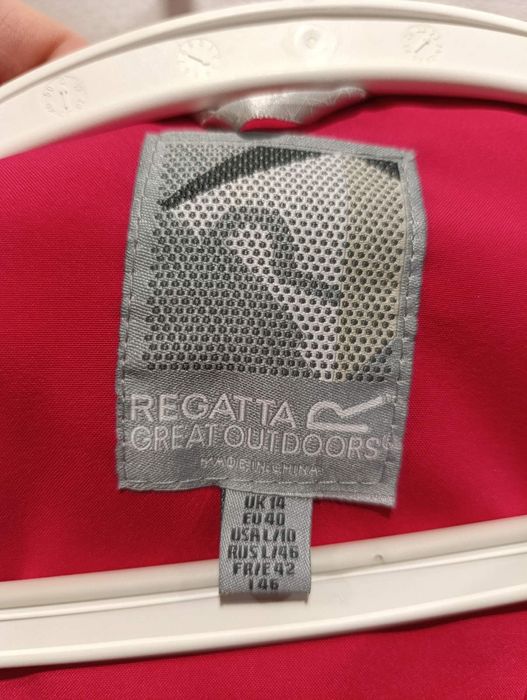 REGATTA R
GREAT OUTDOORS
MADE IN CHINA
UK 14
EU 40
USA L/10
RUS L/46
FR/E 42
I 46